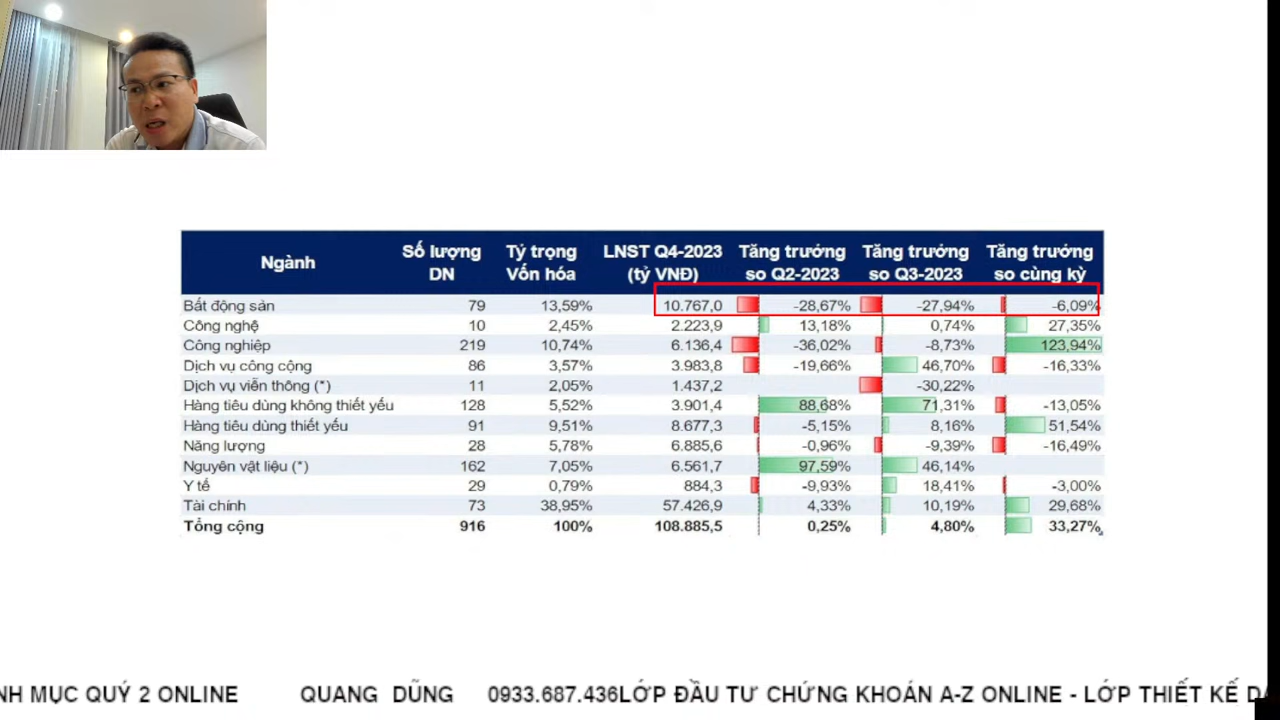 Ngành Số lượng DN Tỷ trọng Vốn hóa LNST Q4-2023 (tỷ VNĐ) Tăng trưởng so Q2-2023 Tăng trưởng so Q3-2023 Tăng trưởng so cùng kỳ
Bất động sản 79 13,59% 10.767,0 -28,67% -27,94% -6,09%
Công nghệ 10 2,45% 2.223,9 13,18% 0,74% 27,35%
Công nghiệp 219 10,74% 6.136,4 -36,02% -8,73% 123,94%
Dịch vụ công cộng 86 3,57% 3.983,8 -19,66% 46,70% -16,33%
Dịch vụ viễn thông (*) 11 2,05% 1.437,2 -30,22%
Hàng tiêu dùng không thiết yếu 128 5,52% 3.901,4 88,68% 71,31% -13,05%
Hàng tiêu dùng thiết yếu 91 9,51% 8.677,3 -5,15% 8,16% 51,54%
Năng lượng 28 5,78% 6.885,6 -0,96% -9,39% -16,49%
Nguyên vật liệu (*) 162 7,05% 6.561,7 97,59% 46,14%
Y tế 29 0,79% 884,3 -9,93% 18,41% -3,00%
Tài chính 73 38,95% 57.426,9 4,33% 10,19% 29,68%
Tổng cộng 916 100% 108.885,5 0,25% 4,80% 33,27%
NH MỤC QUÝ 2 ONLINE QUANG DŨNG 0933.687.436LỚP ĐẦU TƯ CHỨNG KHOÁN A-Z ONLINE - LỚP THIẾT KẾ